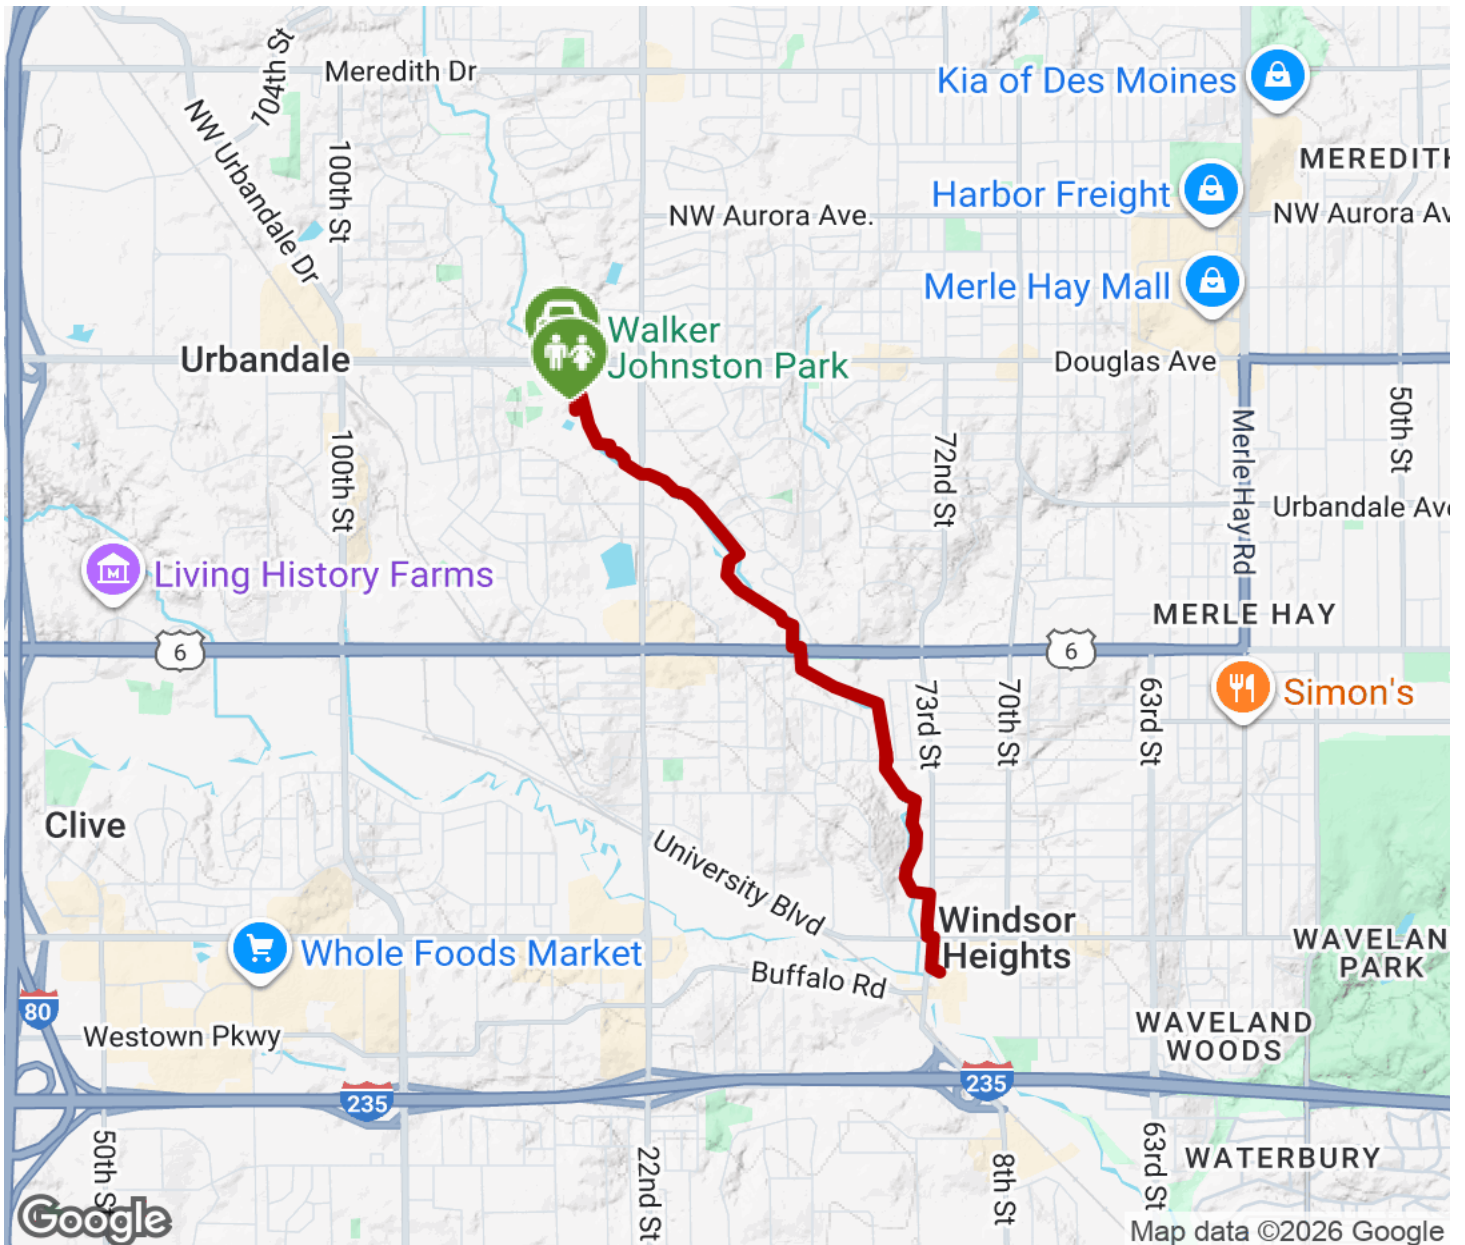 Meredith Dr
104th St
Kia of Des Moines
NW Urbandale Dr
100th St
MEREDITH
Harbor Freight
NW Aurora Ave.
NW Aurora Av
Merle Hay Mall
Walker
Johnston Park
Urbandale
Douglas Ave
50th St
Merle Hay Rd
100th St
72nd St
Urbandale Ave
Living History Farms
MERLE HAY
6
6
73rd St
70th St
63rd St
Simon's
Clive
University Blvd
Windsor
Heights
Whole Foods Market
WAVELAN
PARK
Buffalo Rd
80
Westown Pkwy
WAVELAND
WOODS
235
235
50th St
22nd St
8th St
63rd St
WATERBURY
Google
Map data ©2026 Google